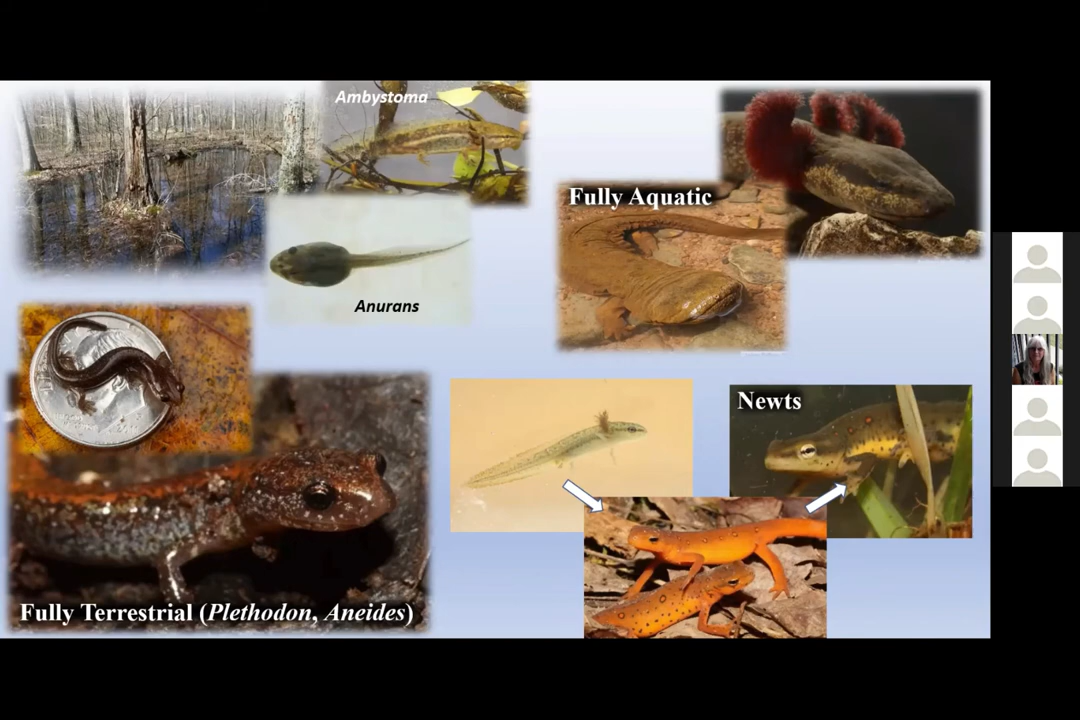 Ambystoma
Fully Aquatic
Anurans
Newts
Fully Terrestrial (Plethodon, Aneides)